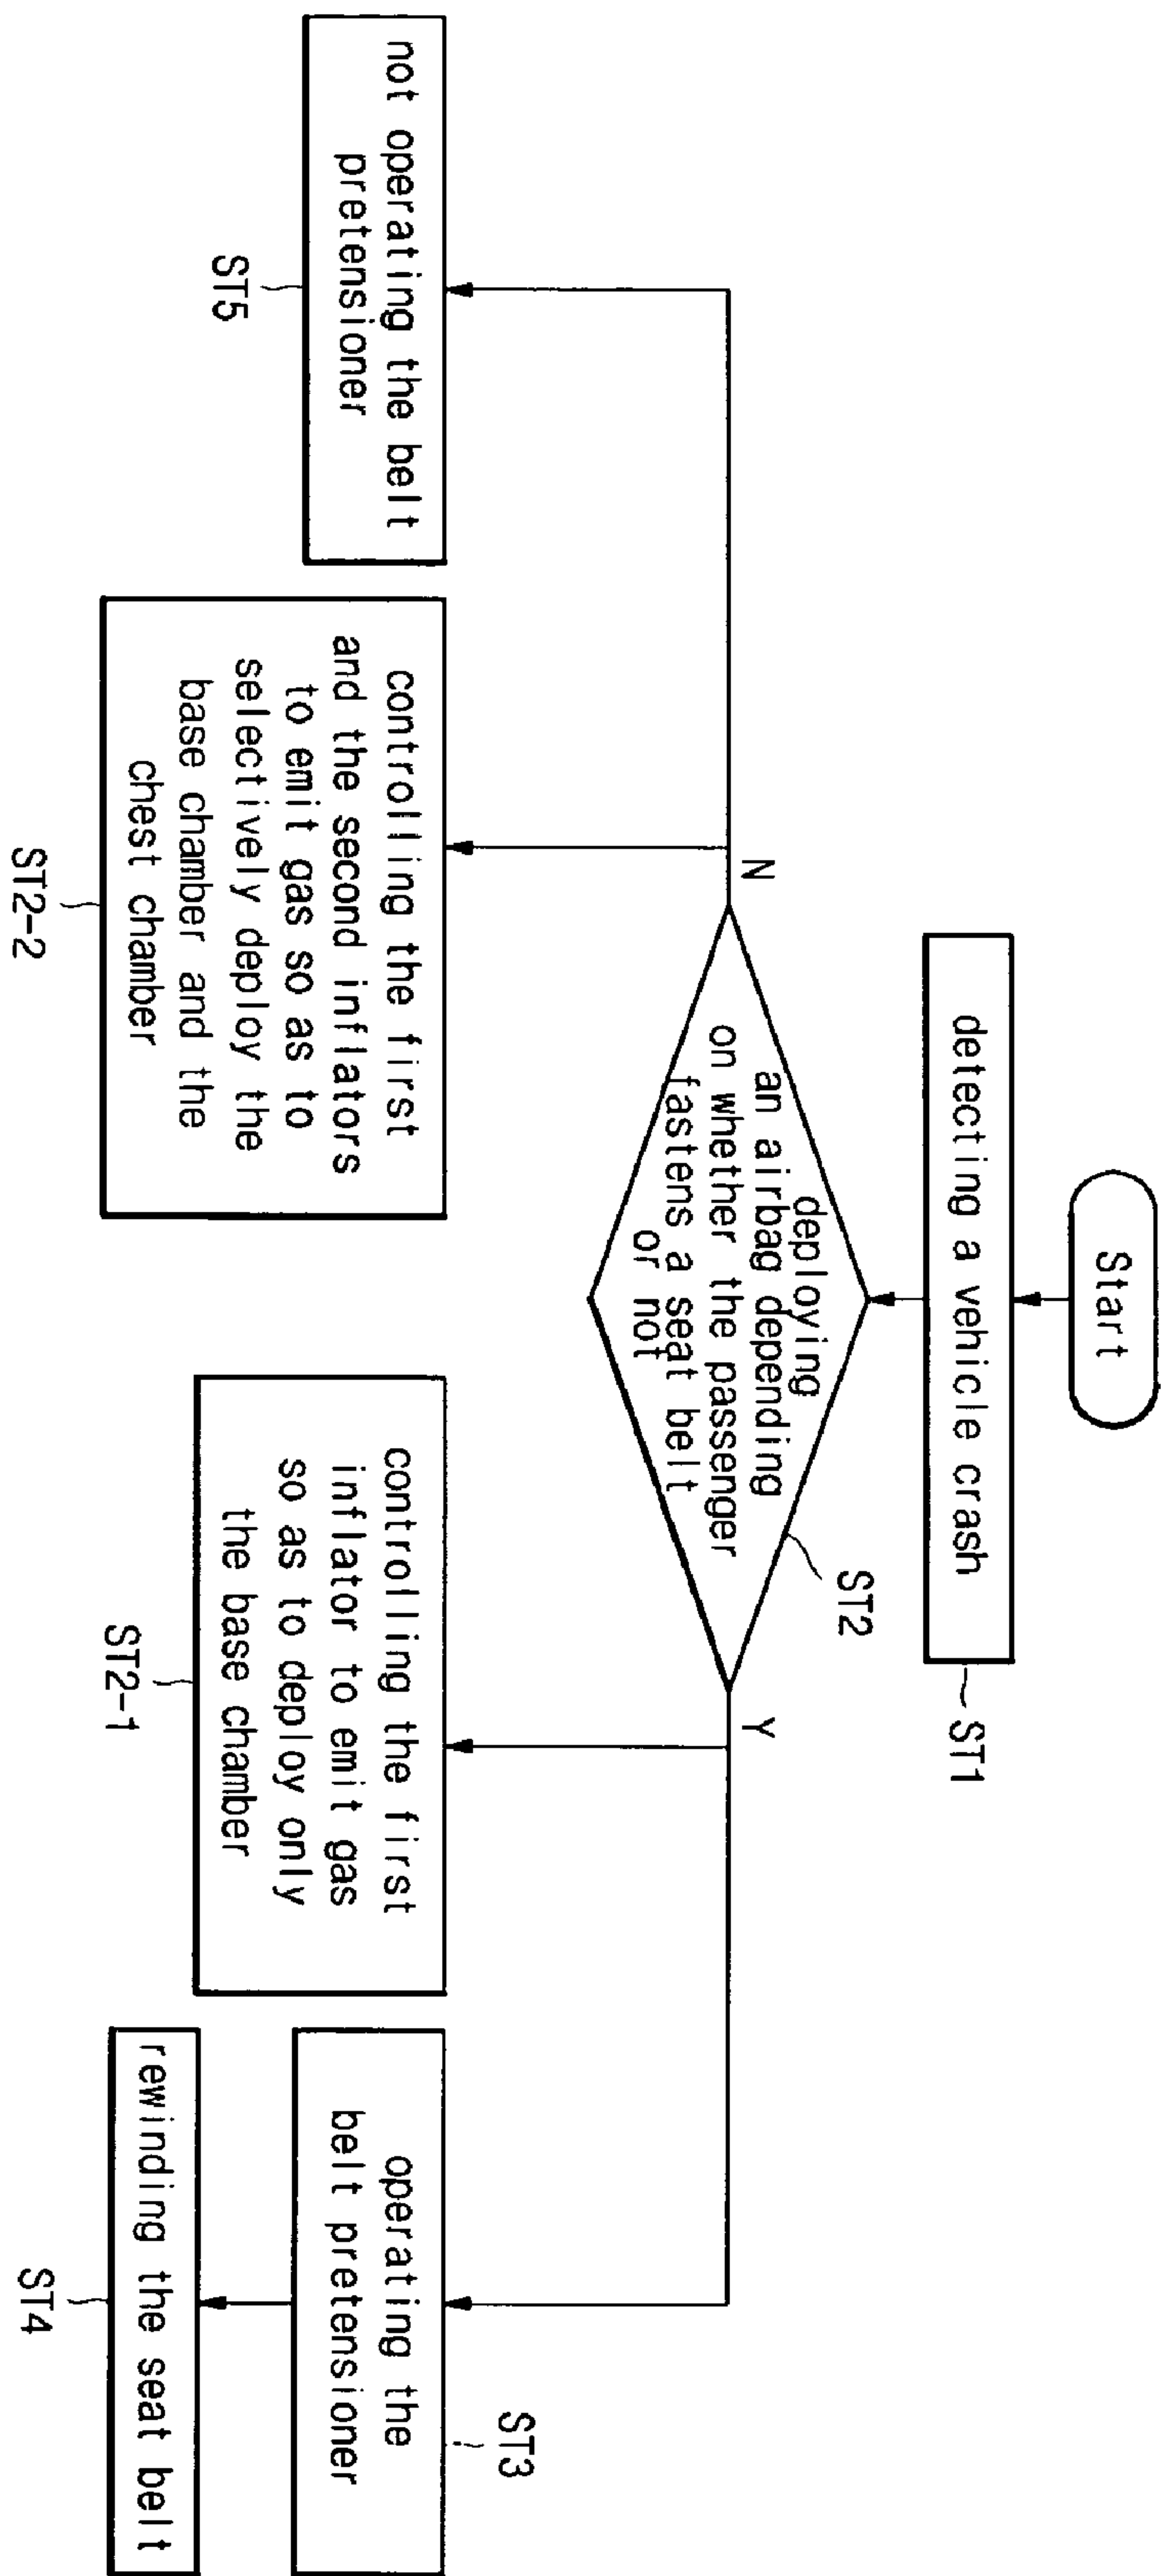 Start
detecting a vehicle crash
ST1
deploying
an airbag depending
on whether the passenger
fastens a seat belt
or not
ST2
N
Y
not operating the belt
pretensioner
ST5
controlling the first
and the second inflators
to emit gas so as to
selectively deploy the
base chamber and the
chest chamber
ST2-2
controlling the first
inflator to emit gas
so as to deploy only
the base chamber
ST2-1
operating the
belt pretensioner
ST3
rewinding the seat belt
ST4